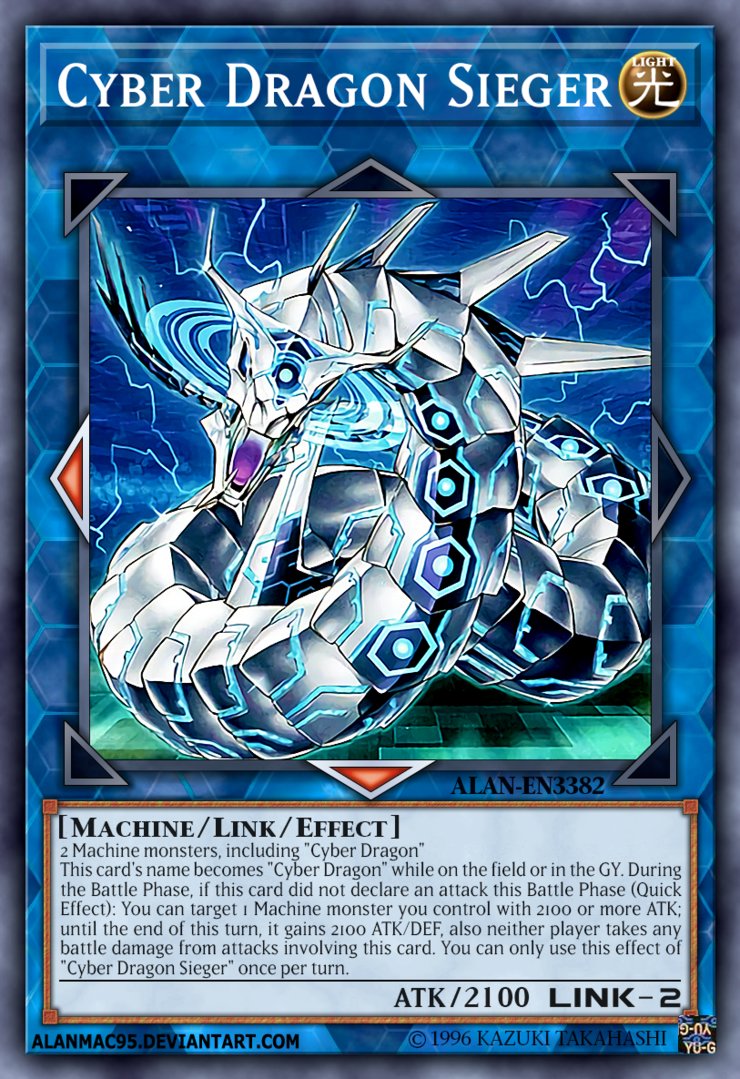 CYBER DRAGON SIEGER
LIGHT
光
ALAN-EN3382
[MACHINE/LINK/EFFECT]
2 Machine monsters, including "Cyber Dragon"
This card's name becomes "Cyber Dragon" while on the field or in the GY. During
the Battle Phase, if this card did not declare an attack this Battle Phase (Quick
Effect): You can target 1 Machine monster you control with 2100 or more ATK;
until the end of this turn, it gains 2100 ATK/DEF, also neither player takes any
battle damage from attacks involving this card. You can only use this effect of
"Cyber Dragon Sieger" once per turn.
ATK/2100 LINK-2
ALANMAC95.DEVIANTART.COM
©1996 KAZUKI TAKAHASHI
YU-G
YU-G